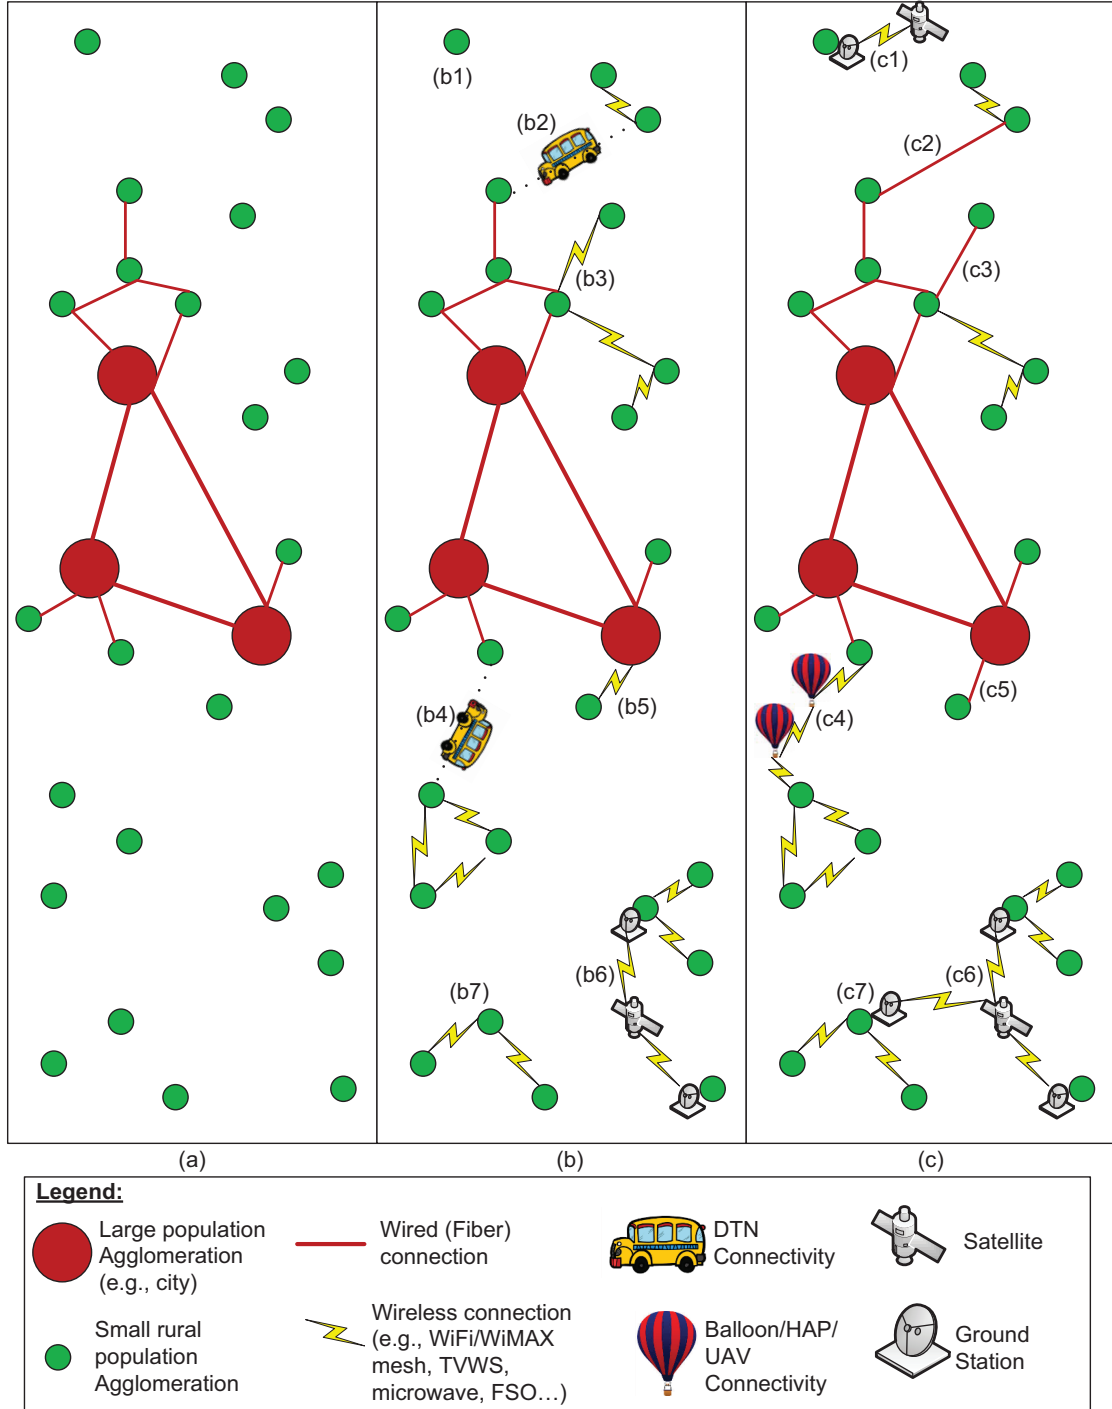 (b1)
(b2)
(b3)
(b4)
(b5)
(b6)
(b7)
(c1)
(c2)
(c3)
(c4)
(c5)
(c6)
(c7)
(a)
(b)
(c)
Legend:
Large population
Agglomeration
(e.g., city)
Wired (Fiber)
connection
DTN
Connectivity
Satellite
Small rural
population
Agglomeration
Wireless connection
(e.g., WiFi/WiMAX
mesh, TVWS,
microwave, FSO…)
Balloon/HAP/
UAV
Connectivity
Ground
Station